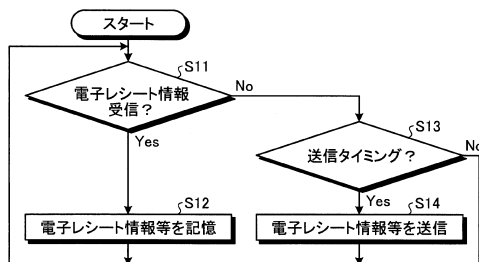 スタート
S11
電子レシート情報
受信？
No
Yes
S13
送信タイミング？
No
Yes
S12
電子レシート情報等を記憶
S14
電子レシート情報等を送信